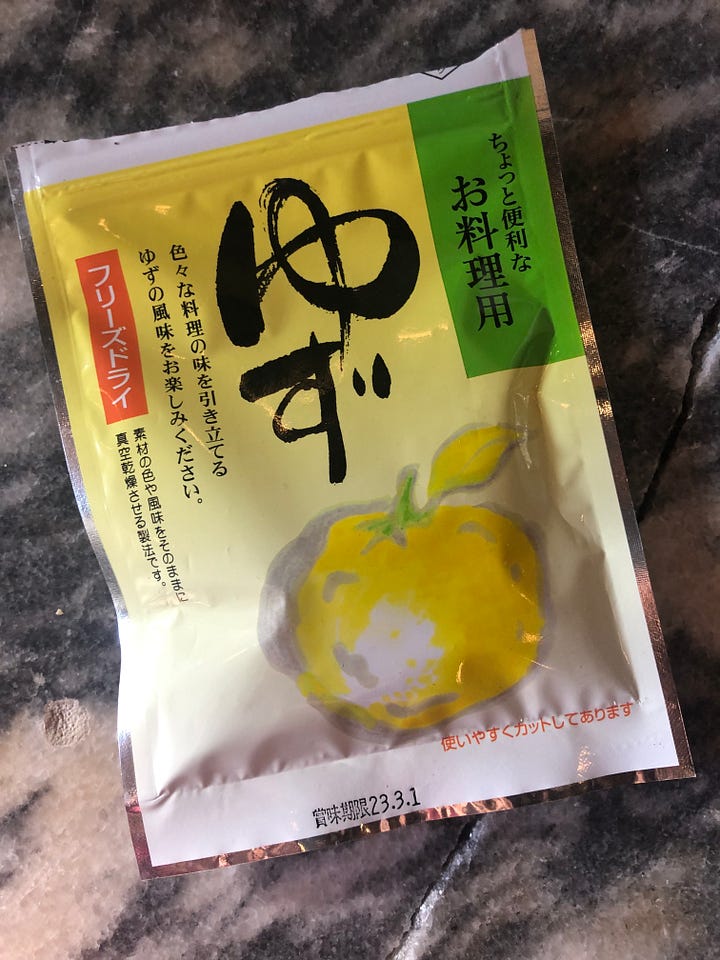 ちょっと便利な
お料理用
ゆず
色々な料理の味を引き立てる
ゆずの風味をお楽しみください。
フリーズドライ
素材の色や風味をそのままに
真空乾燥させる製法です。
使いやすくカットしてあります
賞味期限23.3.1